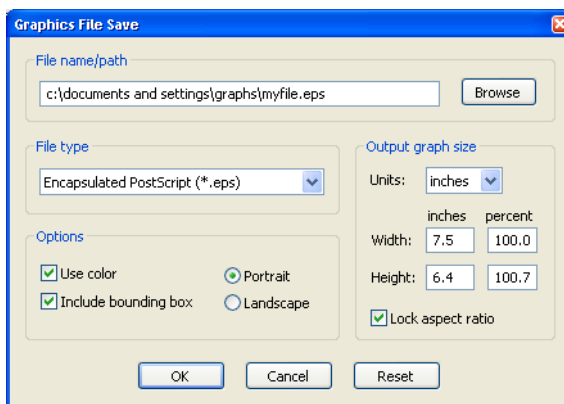 Graphics File Save
File name/path
c:\documents and settings\graphs\myfile.eps
Browse
File type
Encapsulated PostScript (*.eps)
Options
Use color
Portrait
Include bounding box
Landscape
Output graph size
Units: inches
inches percent
Width: 7.5 100.0
Height: 6.4 100.7
Lock aspect ratio
OK Cancel Reset